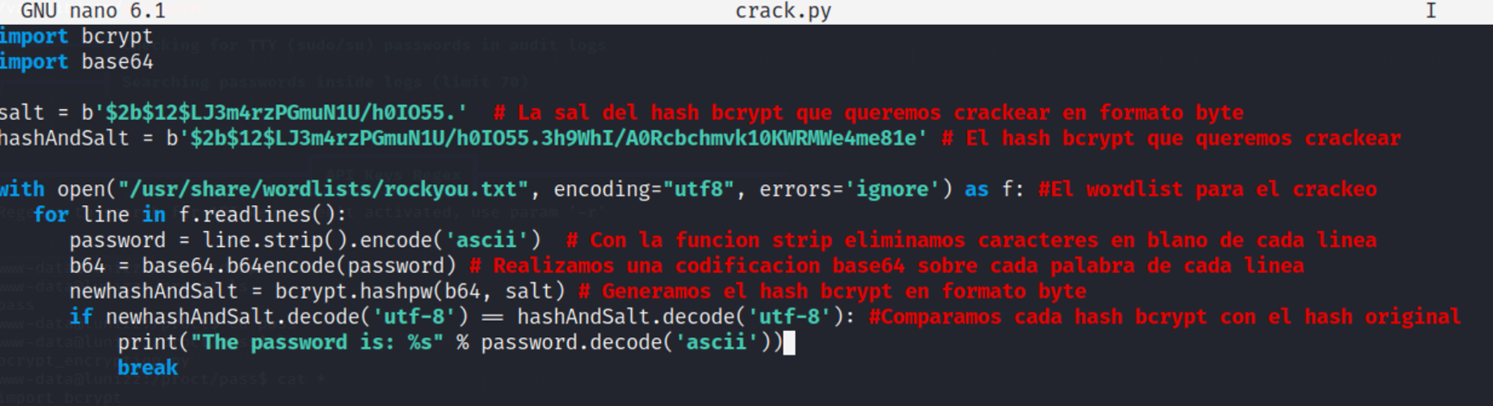 GNU nano 6.1 crack.py I
import bcrypt
import base64
salt = b'$2b$12$LJ3m4rzPGmuN1U/h0IO55.' # La sal del hash bcrypt que queremos crackear en formato byte
hashAndSalt = b'$2b$12$LJ3m4rzPGmuN1U/h0IO55.3h9WhI/A0Rcbchmvk10KWRMWe4me81e' # El hash bcrypt que queremos crackear
with open("/usr/share/wordlists/rockyou.txt", encoding="utf8", errors='ignore') as f: #El wordlist para el crackeo
for line in f.readlines():
password = line.strip().encode('ascii') # Con la funcion strip eliminamos caracteres en blano de cada linea
b64 = base64.b64encode(password) # Realizamos una codificacion base64 sobre cada palabra de cada linea
newhashAndSalt = bcrypt.hashpw(b64, salt) # Generamos el hash bcrypt en formato byte
if newhashAndSalt.decode('utf-8') == hashAndSalt.decode('utf-8'): #Comparamos cada hash bcrypt con el hash original
print("The password is: %s" % password.decode('ascii'))
break